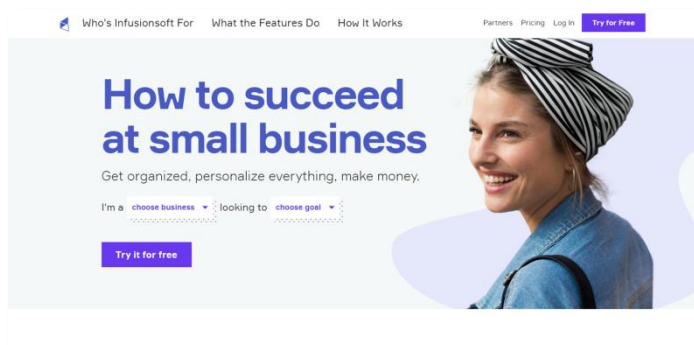 Who's Infusionsoft For What the Features Do How It Works Partners Pricing Log In Try for Free
How to succeed
at small business
Get organized, personalize everything, make money.
I'm a choose business looking to choose goal
Try it for free